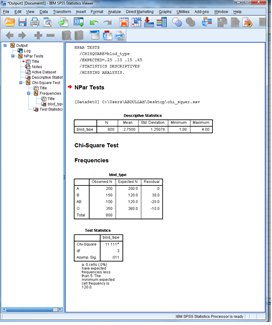 *Output1 [Document1] - IBM SPSS Statistics Viewer
File Edit View Data Transform Insert Format Analyze Direct Marketing Graphs Utilities Add-ons Window Help
Output
Log
NPar Tests
Title
Notes
Active Dataset
Descriptive Statistics
Chi-Square Test
Title
Frequencies
Title
blod_type
Test Statistics
NPAR TESTS
/CHISQUARE=blod_type
/EXPECTED=.25 .15 .15 .45
/STATISTICS DESCRIPTIVES
/MISSING ANALYSIS.
NPar Tests
[DataSet0] C:\Users\ABDULLAH\Desktop\chi_squer.sav
Descriptive Statistics
N Mean Std. Deviation Minimum Maximum
blod_type 800 2.7500 1.00 4.00
Chi-Square Test
Frequencies
blod_type
Observed N Expected N Residual
A 200 200.0 .0
B 150 120.0 30.0
AB 100 120.0 -20.0
O 350 360.0 -10.0
Total 800
Test Statistics
blod_type
Chi-Square 11.111ª
df 3
Asymp. Sig. .011
a. 0 cells (.0%)
have expected
frequencies less
than 5. The
minimum expected
cell frequency is
120.0.
IBM SPSS Statistics Processor is ready